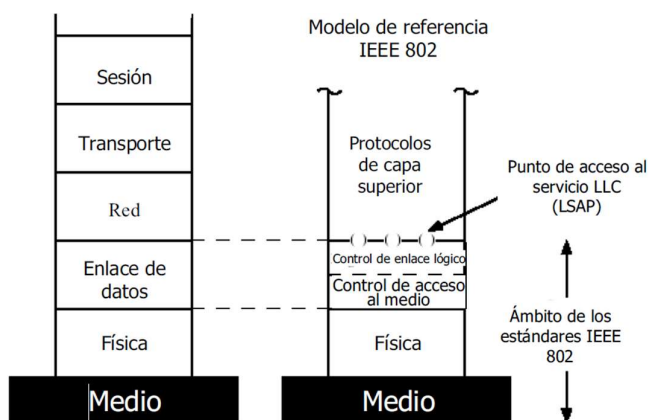 Modelo de referencia
IEEE 802
Sesión
Transporte
Red
Enlace de
datos
Física
Medio
Protocolos
de capa
superior
Control de enlace lógico
Control de acceso
al medio
Física
Medio
Punto de acceso al
servicio LLC
(LSAP)
Ámbito de los
estándares IEEE
802